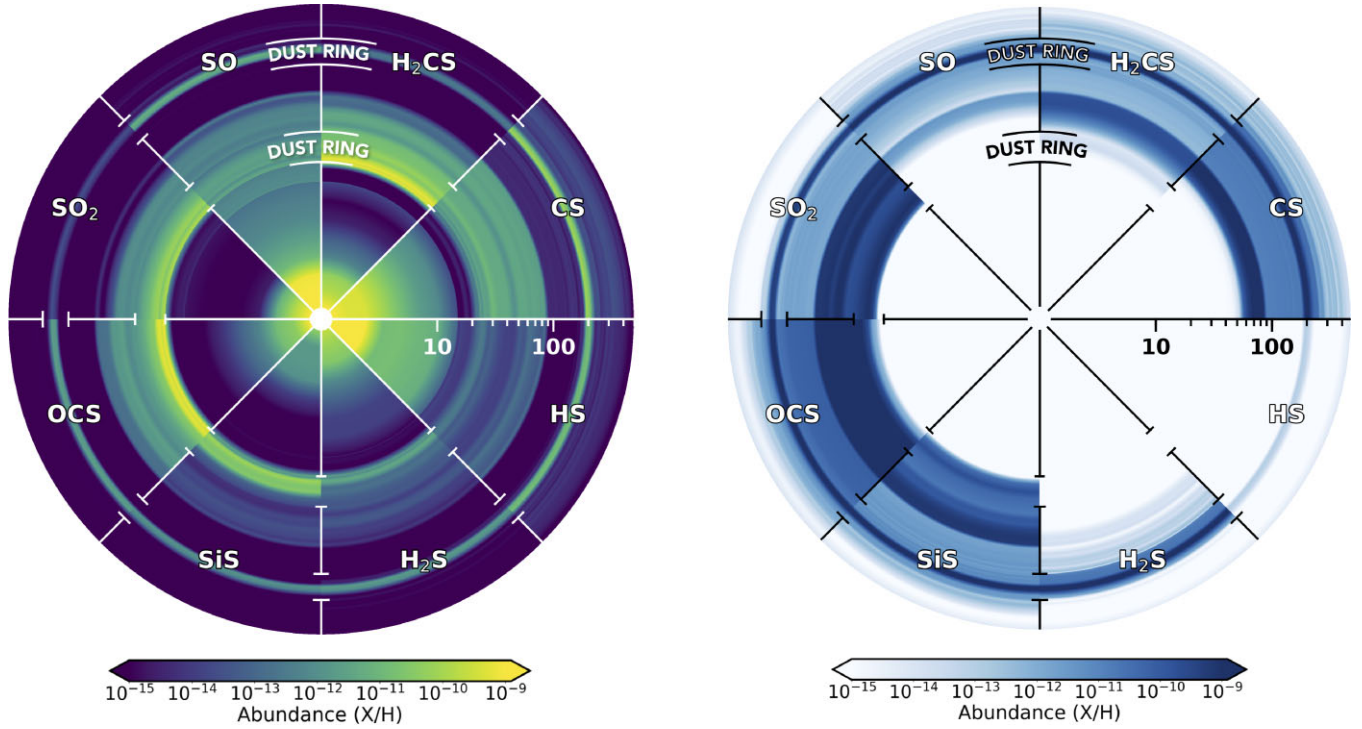 SO
DUST RING
H₂CS
DUST RING
SO₂
CS
10
100
OCS
HS
SiS
H₂S
10⁻¹⁵ 10⁻¹⁴ 10⁻¹³ 10⁻¹² 10⁻¹¹ 10⁻¹⁰ 10⁻⁹
Abundance (X/H)
SO
DUST RING
H₂CS
DUST RING
SO₂
CS
10
100
OCS
HS
SiS
H₂S
10⁻¹⁵ 10⁻¹⁴ 10⁻¹³ 10⁻¹² 10⁻¹¹ 10⁻¹⁰ 10⁻⁹
Abundance (X/H)